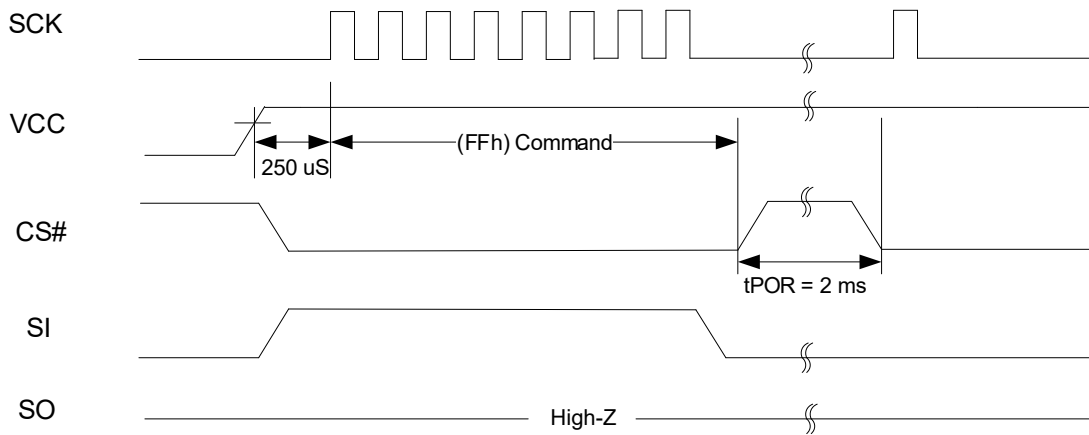 SCK
VCC
(FFh) Command
250 uS
CS#
tPOR = 2 ms
SI
SO
High-Z